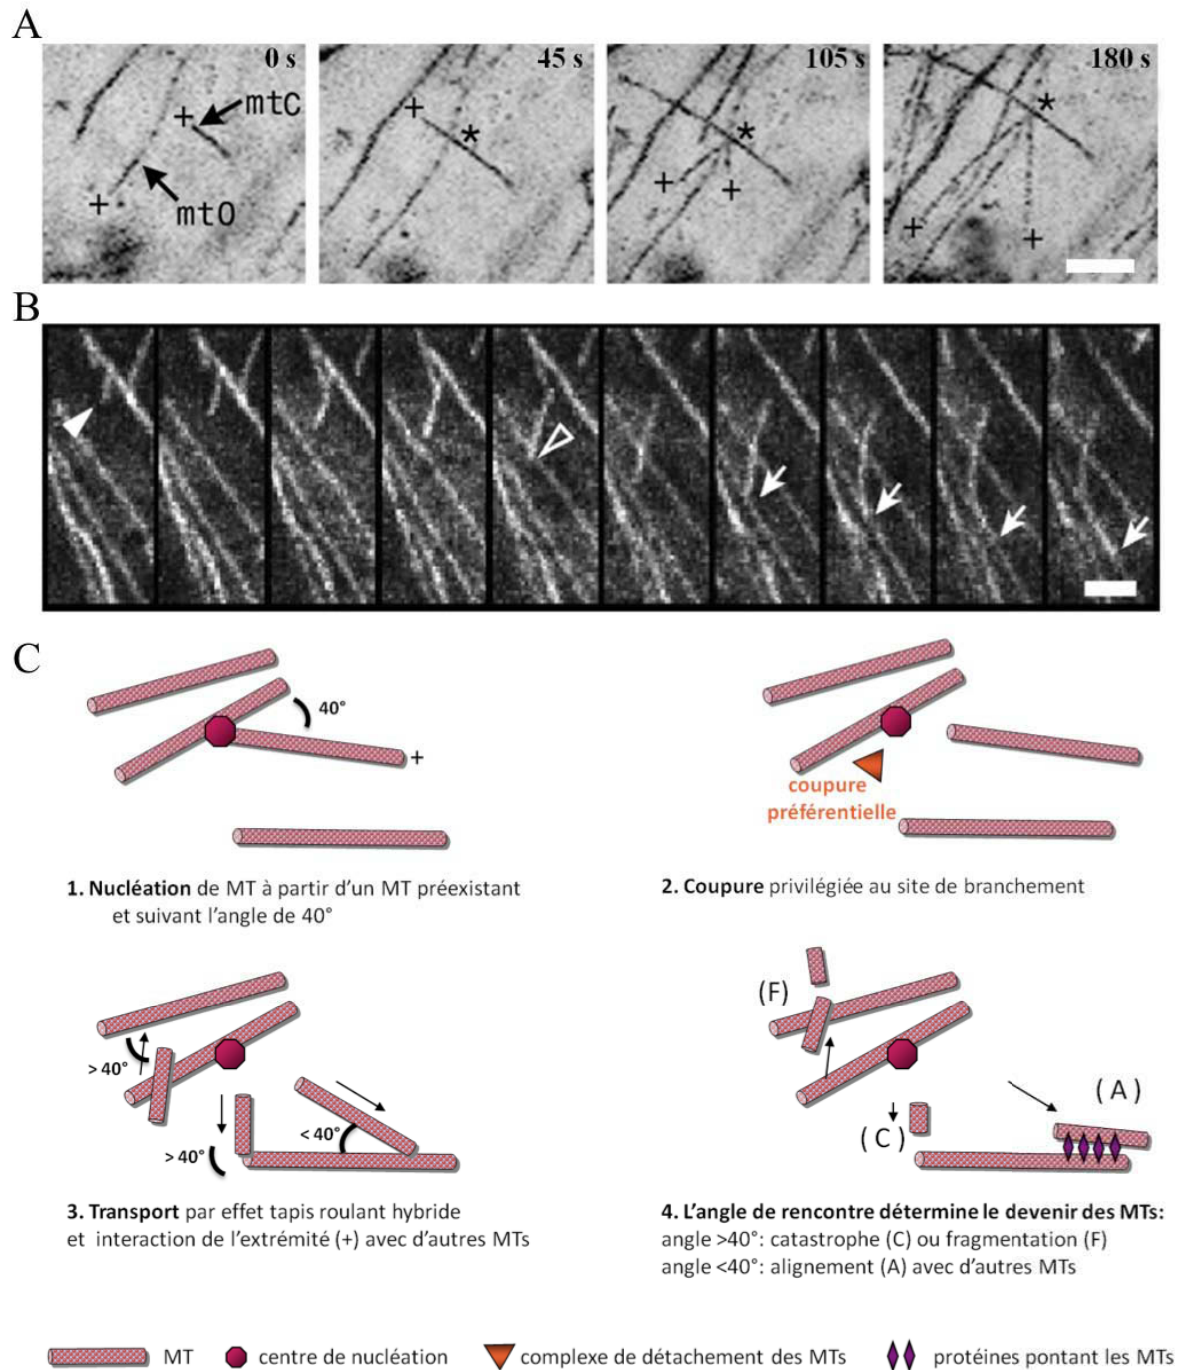 A
0 s
45 s
105 s
180 s
+
mtC
+
mtO
+
*
*
+
+
*
+
+
B
C
40°
+
coupure
préférentielle
1. Nucléation de MT à partir d'un MT préexistant
et suivant l'angle de 40°
2. Coupure privilégiée au site de branchement
> 40°
> 40°
< 40°
(F)
(C)
(A)
3. Transport par effet tapis roulant hybride
et interaction de l'extrémité (+) avec d'autres MTs
4. L'angle de rencontre détermine le devenir des MTs:
angle >40°: catastrophe (C) ou fragmentation (F)
angle <40°: alignement (A) avec d'autres MTs
MT
centre de nucléation
complexe de détachement des MTs
protéines pontant les MTs